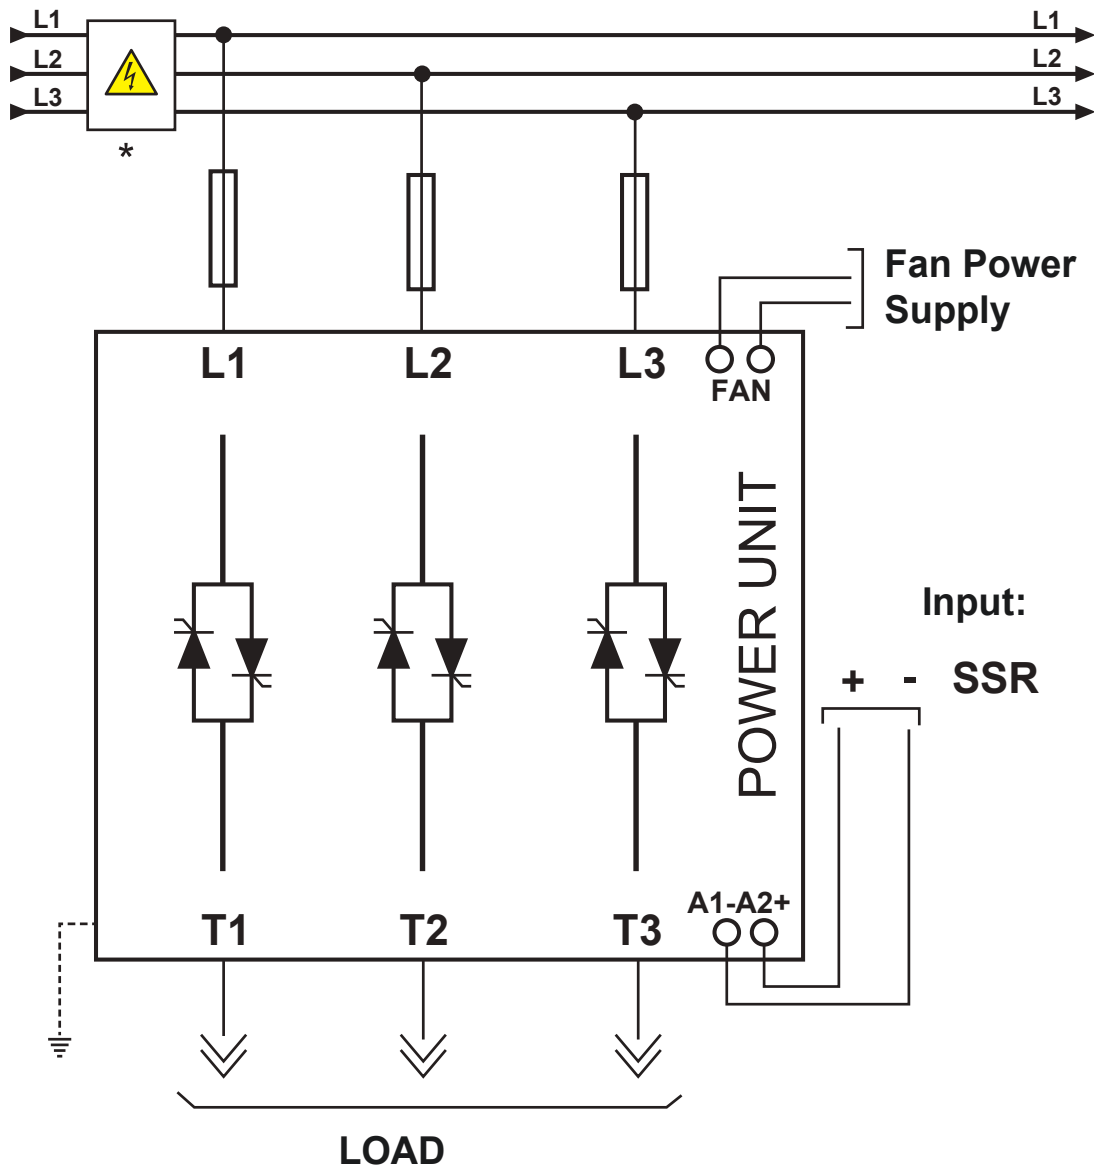 L1
L1
L2
L2
L3
L3
*
Fan Power
Supply
L1
L2
L3
FAN
POWER UNIT
Input:
+ - SSR
A1-A2+
T1
T2
T3
LOAD